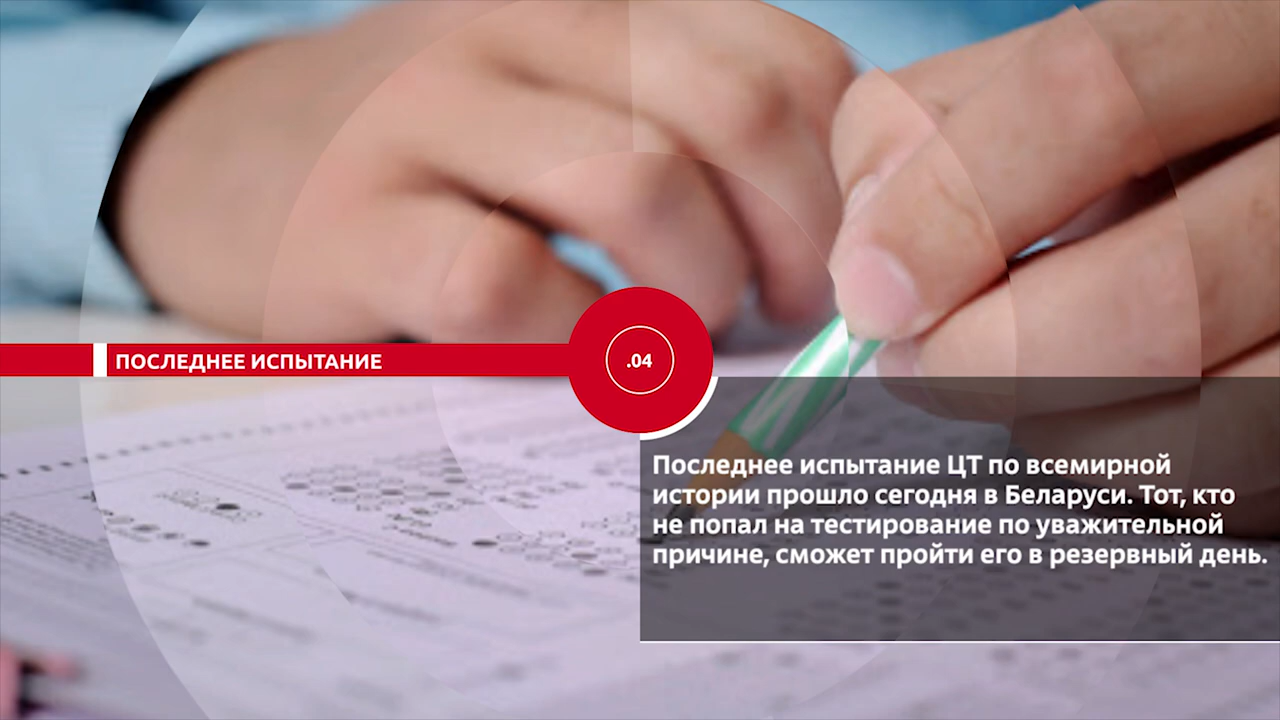 ПОСЛЕДНЕЕ ИСПЫТАНИЕ
.04
Последнее испытание ЦТ по всемирной
истории прошло сегодня в Беларуси. Тот, кто
не попал на тестирование по уважительной
причине, сможет пройти его в резервный день.